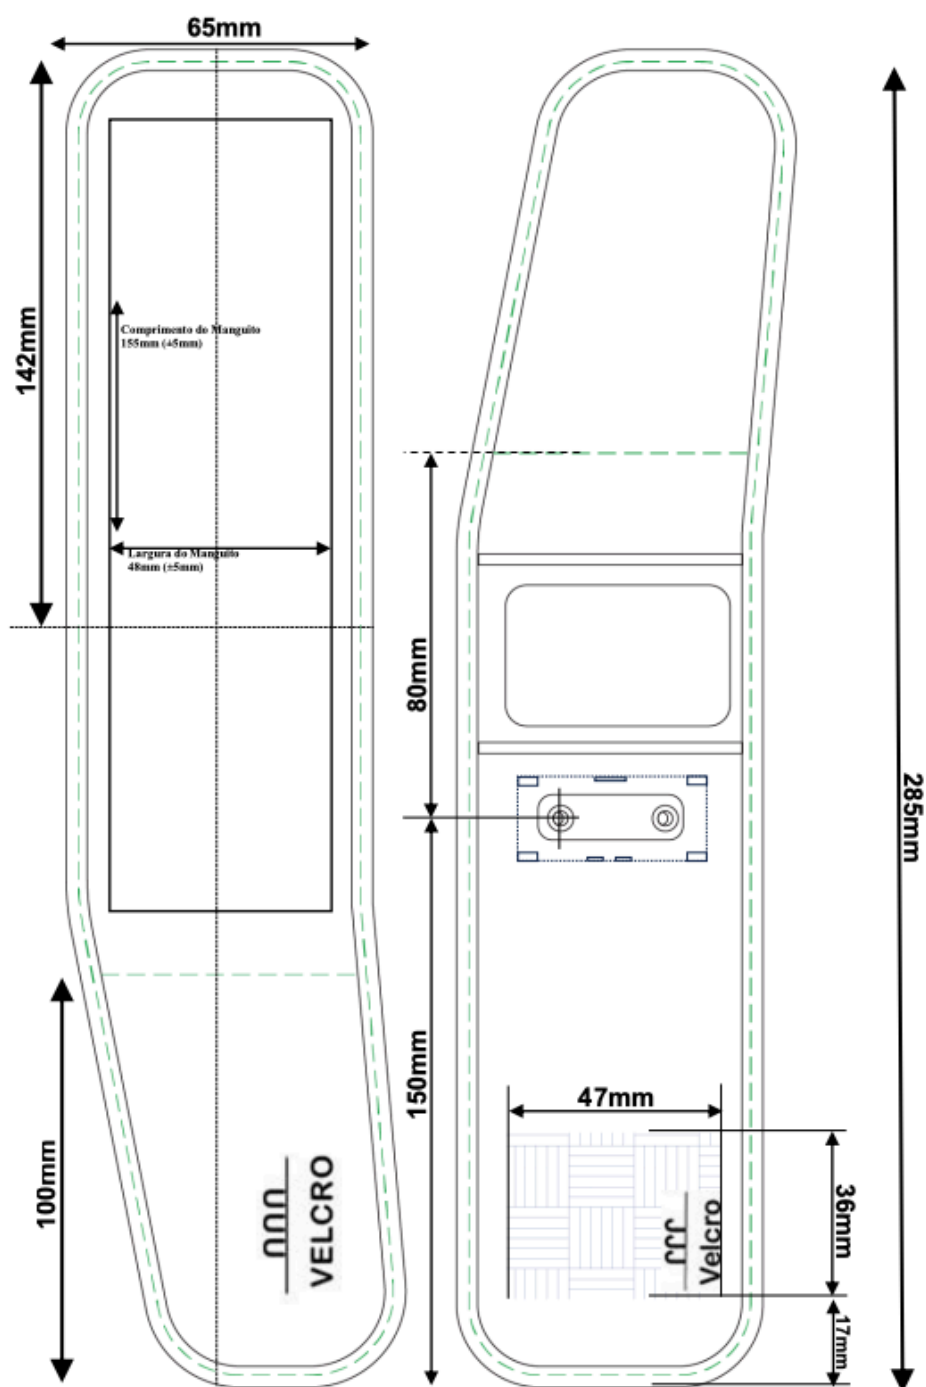 65mm
142mm
Comprimento do Manguito
155mm (±5mm)
Largura do Manguito
48mm (±5mm)
100mm
VELCRO
80mm
150mm
47mm
Velcro
36mm
17mm
285mm